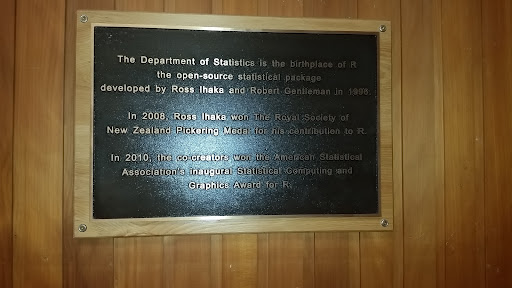 The Department of Statistics is the birthplace of R
the open-source statistical package
developed by Ross Ihaka and Robert Gentleman in
In 2008, Ross Ihaka won The Royal Society of
New Zealand Pickering Medal for his contribution to R.
In 2010, the co-creators won the American Statistical
Association's inaugural Statistical Computing and
Graphics Award for R.